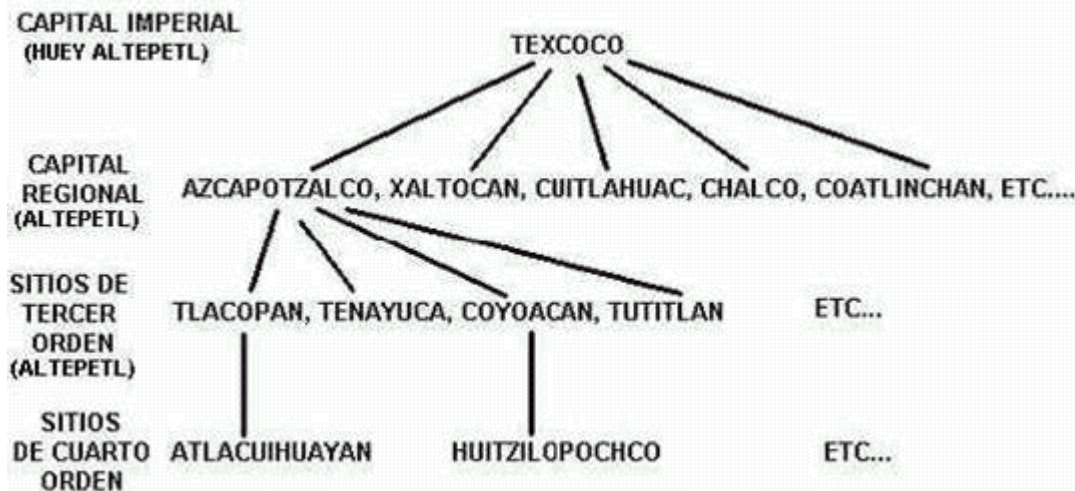 CAPITAL IMPERIAL
(HUEY ALTEPETL)
TEXCOCO
CAPITAL
REGIONAL
(ALTEPETL)
AZCAPOTZALCO, XALTOCAN, CUITLAHUAC, CHALCO, COATLINCHAN, ETC....
SITIOS DE
TERCER
ORDEN
(ALTEPETL)
TLACOPAN, TENAYUCA, COYOACAN, TUTITLAN
ETC...
SITIOS
DE CUARTO
ORDEN
ATLACUIHUAYAN
HUITZILOPOCHCO
ETC...